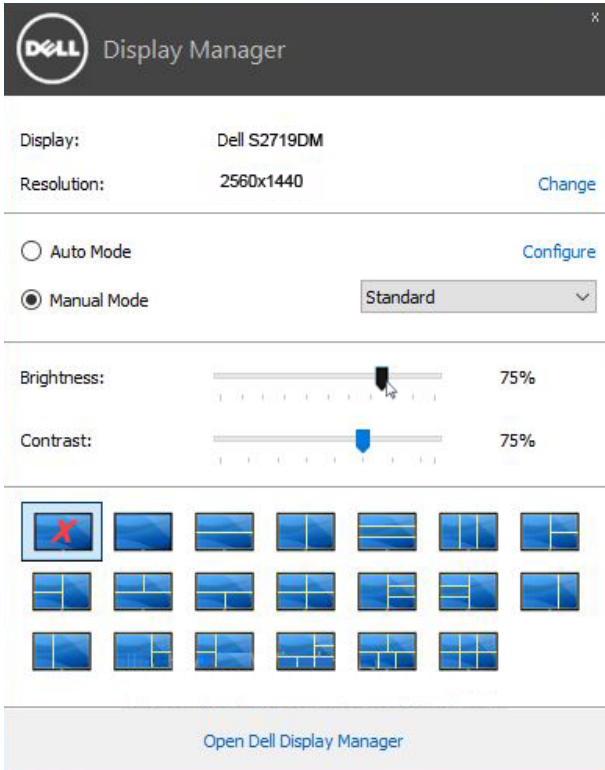 x
DELL Display Manager
Display: Dell S2719DM
Resolution: 2560x1440 Change
Auto Mode Configure
Manual Mode Standard
Brightness: 75%
Contrast: 75%
X
Open Dell Display Manager